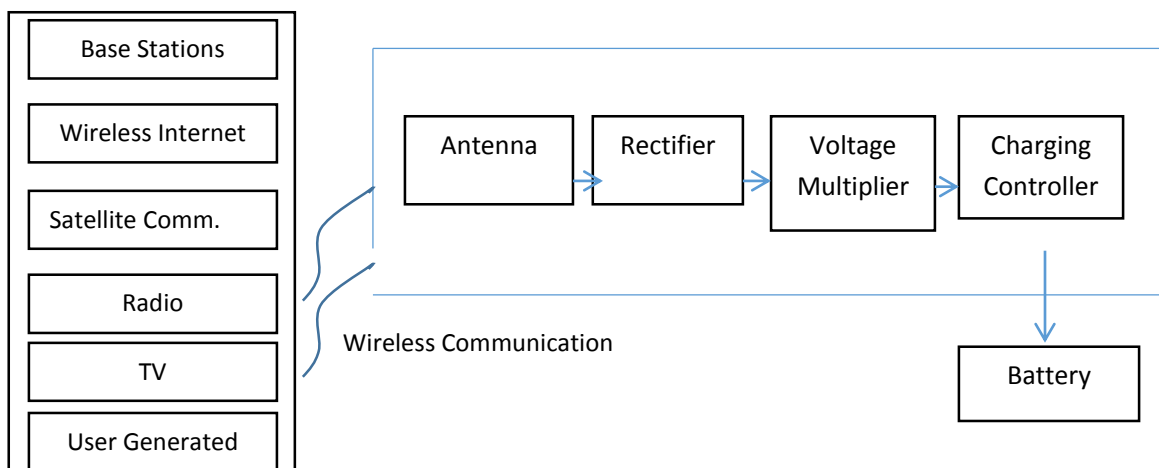 Base Stations
Wireless Internet
Satellite Comm.
Radio
TV
User Generated
Wireless Communication
Antenna
Rectifier
Voltage
Multiplier
Charging
Controller
Battery